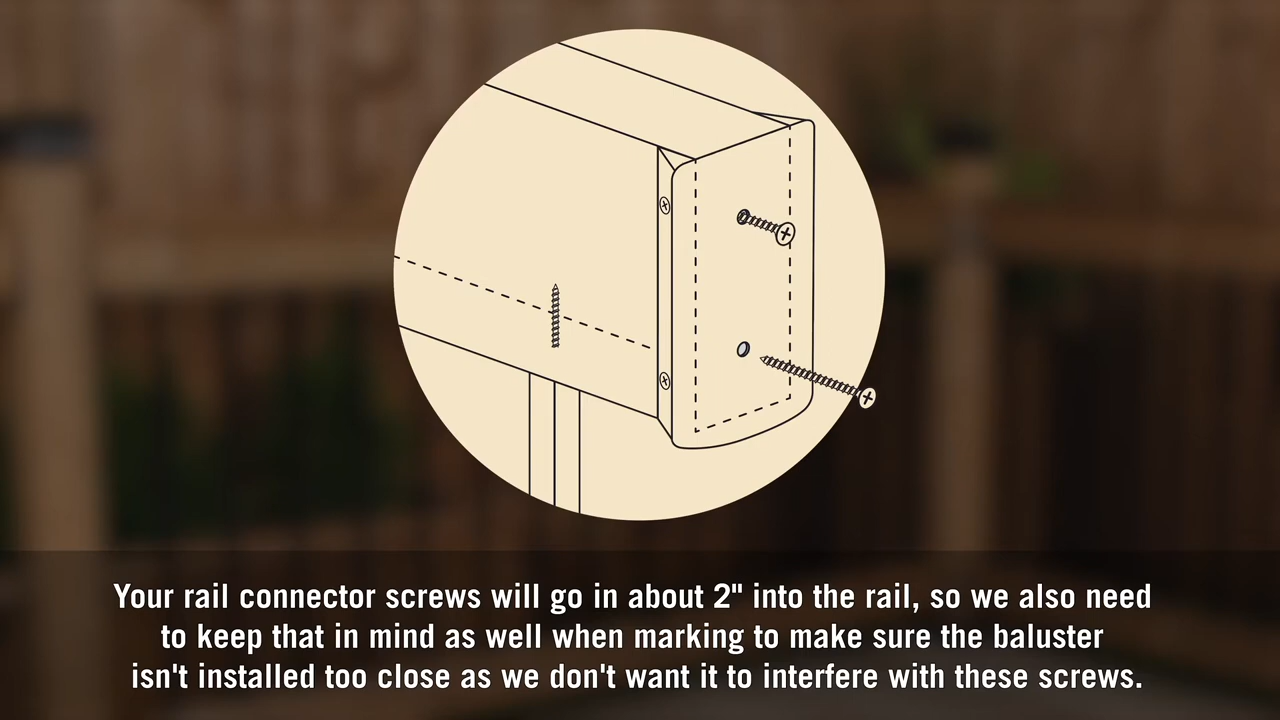 Your rail connector screws will go in about 2" into the rail, so we also need
to keep that in mind as well when marking to make sure the baluster
isn't installed too close as we don't want it to interfere with these screws.